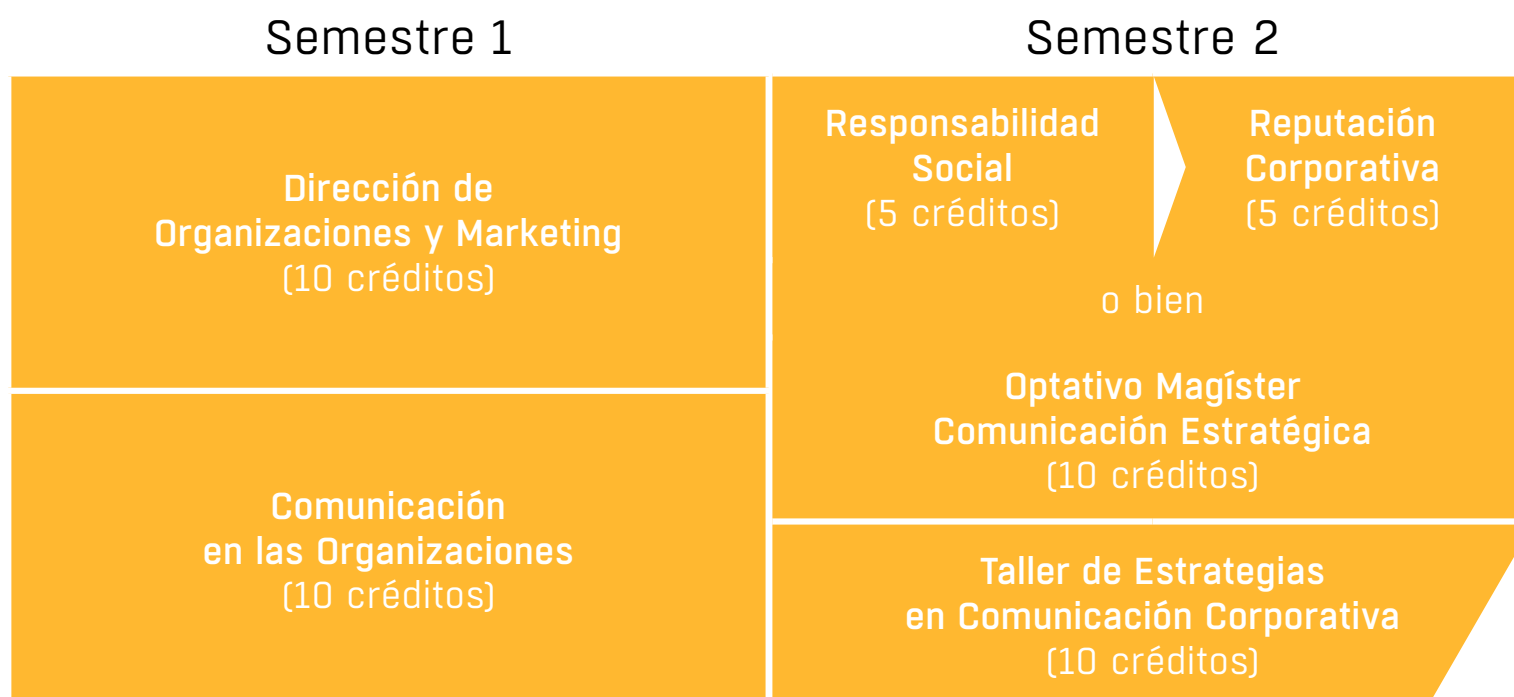 Semestre 1
Dirección de
Organizaciones y Marketing
(10 créditos)
Comunicación
en las Organizaciones
(10 créditos)
Semestre 2
Responsabilidad
Social
(5 créditos)
Reputación
Corporativa
(5 créditos)
o bien
Optativo Magíster
Comunicación Estratégica
(10 créditos)
Taller de Estrategias
en Comunicación Corporativa
(10 créditos)